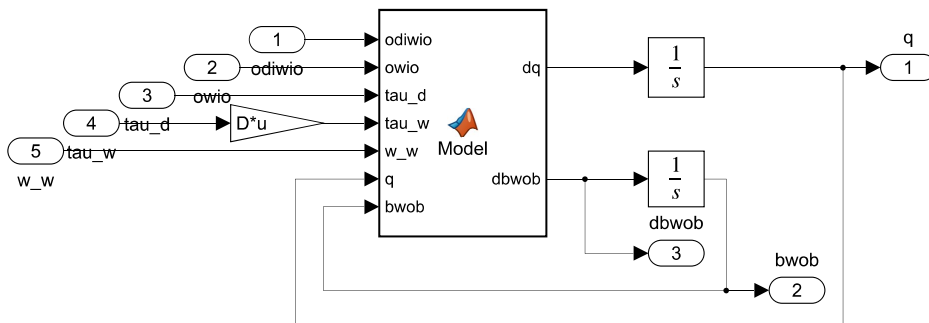 1
odiwio
2
owio
3
tau_d
4
tau_w
5
w_w
D*u
odiwio
owio
tau_d
tau_w
w_w
q
bwob
Model
dq
dbwob
1
s
1
s
q
1
dbwob
3
bwob
2